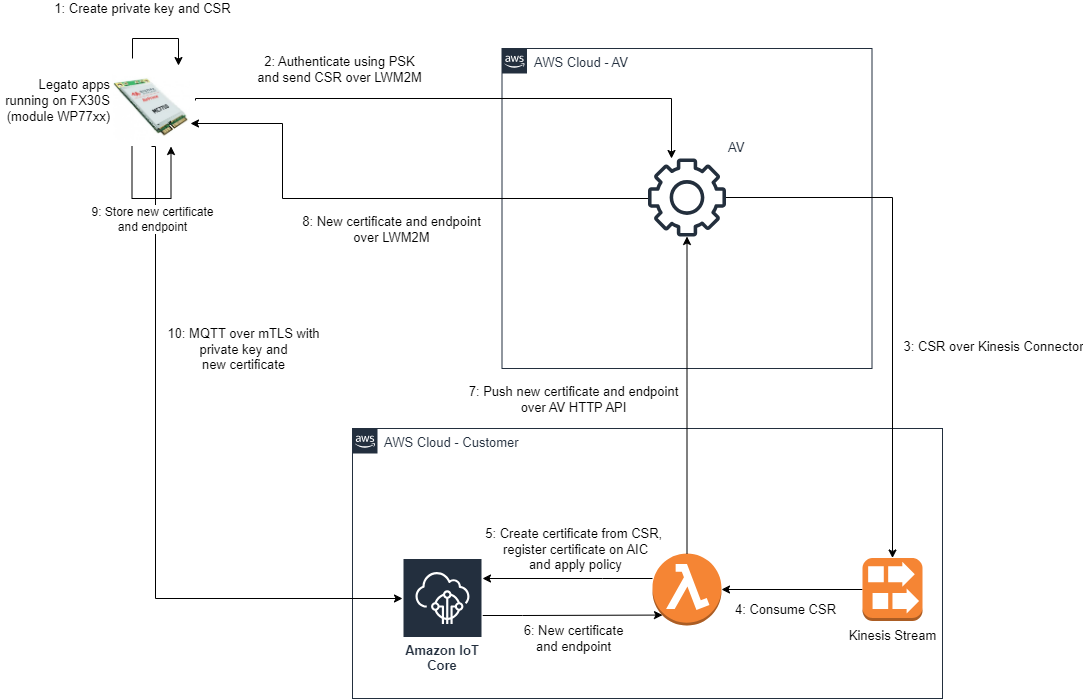 1: Create private key and CSR
2: Authenticate using PSK
and send CSR over LWM2M
aws
AWS Cloud - AV
Legato apps
running on FX30S
(module WP77xx)
AV
9: Store new certificate
and endpoint
8: New certificate and endpoint
over LWM2M
10: MQTT over mTLS with
private key and
new certificate
3: CSR over Kinesis Connector
7: Push new certificate and endpoint
over AV HTTP API
aws
AWS Cloud - Customer
5: Create certificate from CSR,
register certificate on AIC
and apply policy
4: Consume CSR
6: New certificate
and endpoint
Kinesis Stream
Amazon IoT
Core